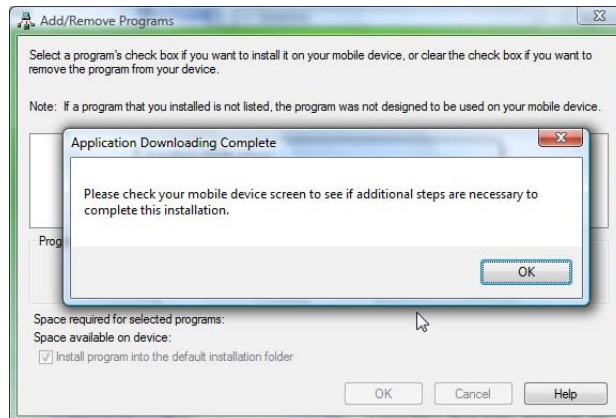 Add/Remove Programs
Select a program's check box if you want to install it on your mobile device, or clear the check box if you want to
remove the program from your device.
Note: If a program that you installed is not listed, the program was not designed to be used on your mobile device.
Application Downloading Complete
Please check your mobile device screen to see if additional steps are necessary to
complete this installation.
OK
Space required for selected programs:
Space available on device:
Install program into the default installation folder
OK Cancel Help